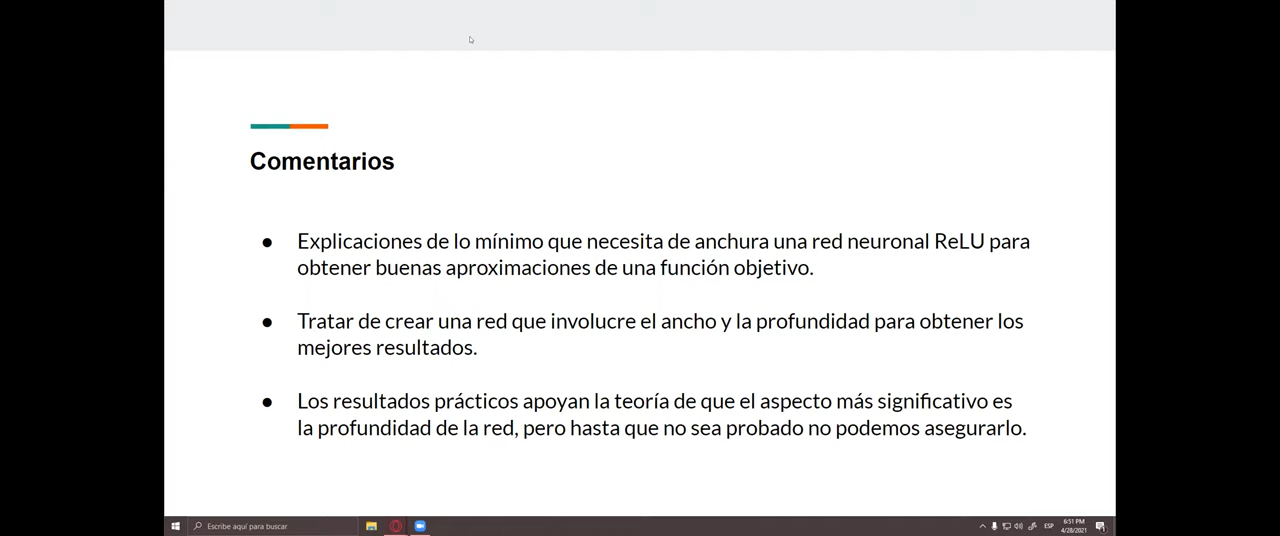 Comentarios
● Explicaciones de lo mínimo que necesita de anchura una red neuronal ReLU para
obtener buenas aproximaciones de una función objetivo.
● Tratar de crear una red que involucre el ancho y la profundidad para obtener los
mejores resultados.
● Los resultados prácticos apoyan la teoría de que el aspecto más significativo es
la profundidad de la red, pero hasta que no sea probado no podemos asegurarlo.
Escribe aquí para buscar
ESP
6:51 PM
4/28/2021